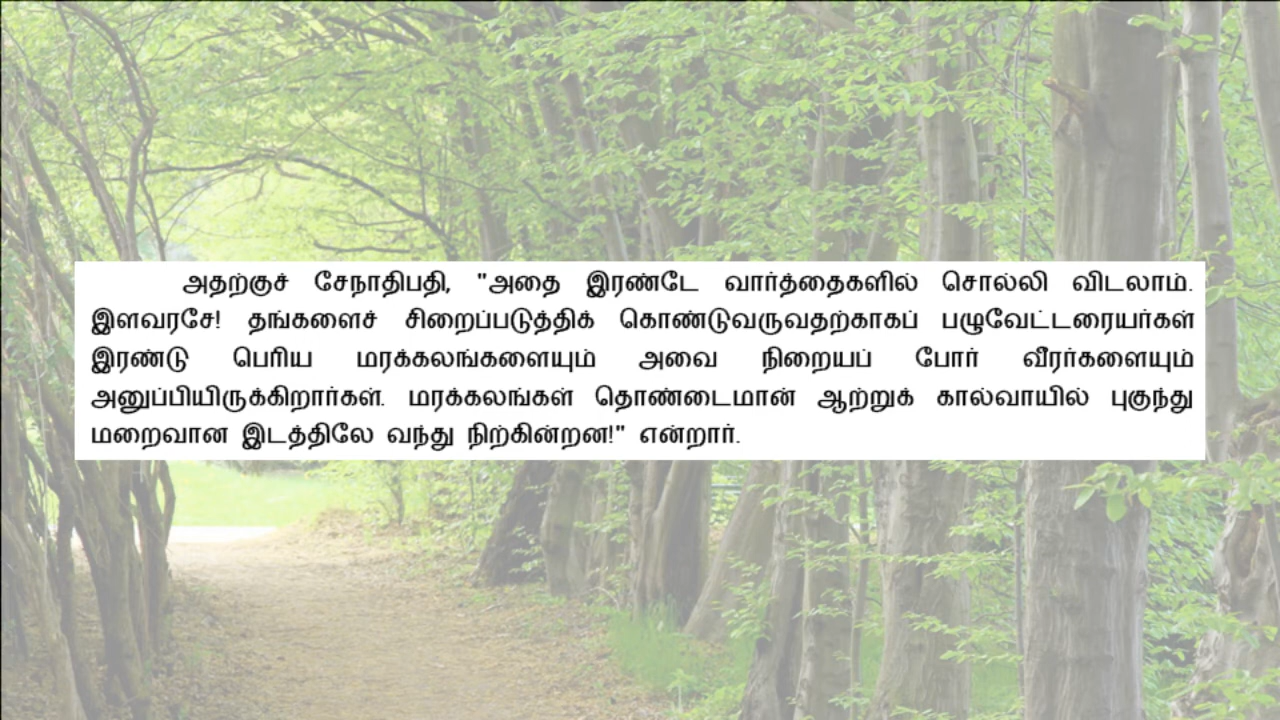 அதற்குச் சேநாதிபதி, "அதை இரண்டே வார்த்தைகளில் சொல்லி விடலாம்.
இளவரசே! தங்களைச் சிறைப்படுத்திக் கொண்டுவருவதற்காகப் பழுவேட்டரையர்கள்
இரண்டு பெரிய மரக்கலங்களையும் அவை நிறையப் போர் வீரர்களையும்
அனுப்பியிருக்கிறார்கள். மரக்கலங்கள் தொண்டைமான் ஆற்றுக் கால்வாயில் புகுந்து
மறைவான இடத்திலே வந்து நிற்கின்றன!" என்றார்.